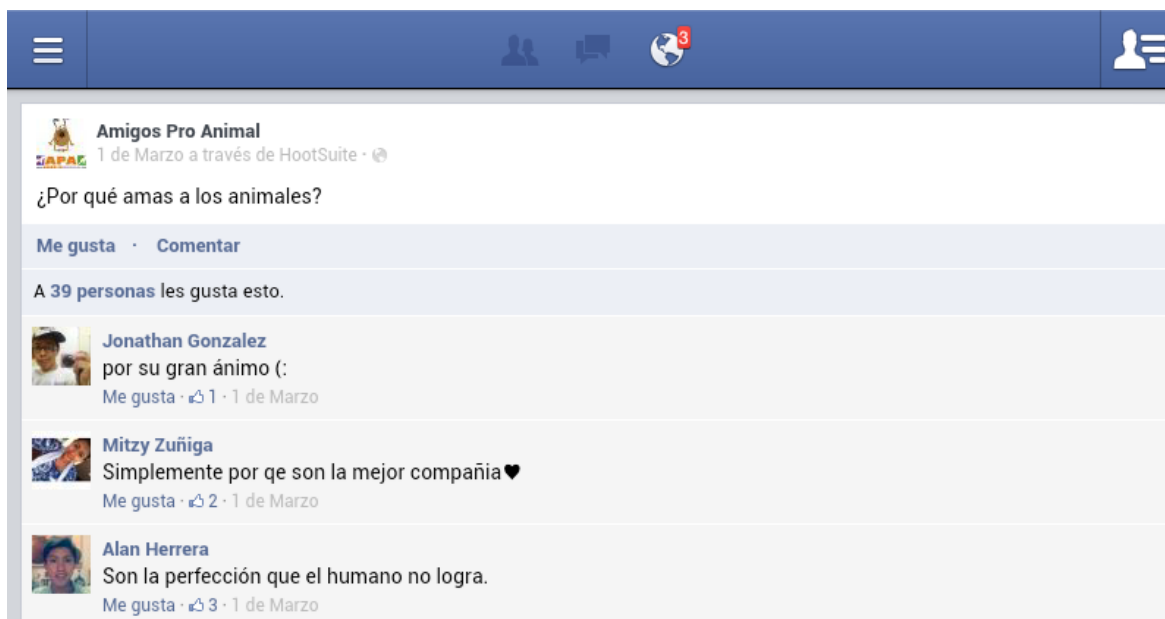 3
Amigos Pro Animal
APA
1 de Marzo a través de HootSuite ·
¿Por qué amas a los animales?
Me gusta · Comentar
A 39 personas les gusta esto.
Jonathan Gonzalez
por su gran ánimo (:
Me gusta · 1 · 1 de Marzo
Mitzy Zuñiga
Simplemente por qe son la mejor compañia♥
Me gusta · 2 · 1 de Marzo
Alan Herrera
Son la perfección que el humano no logra.
Me gusta · 3 · 1 de Marzo